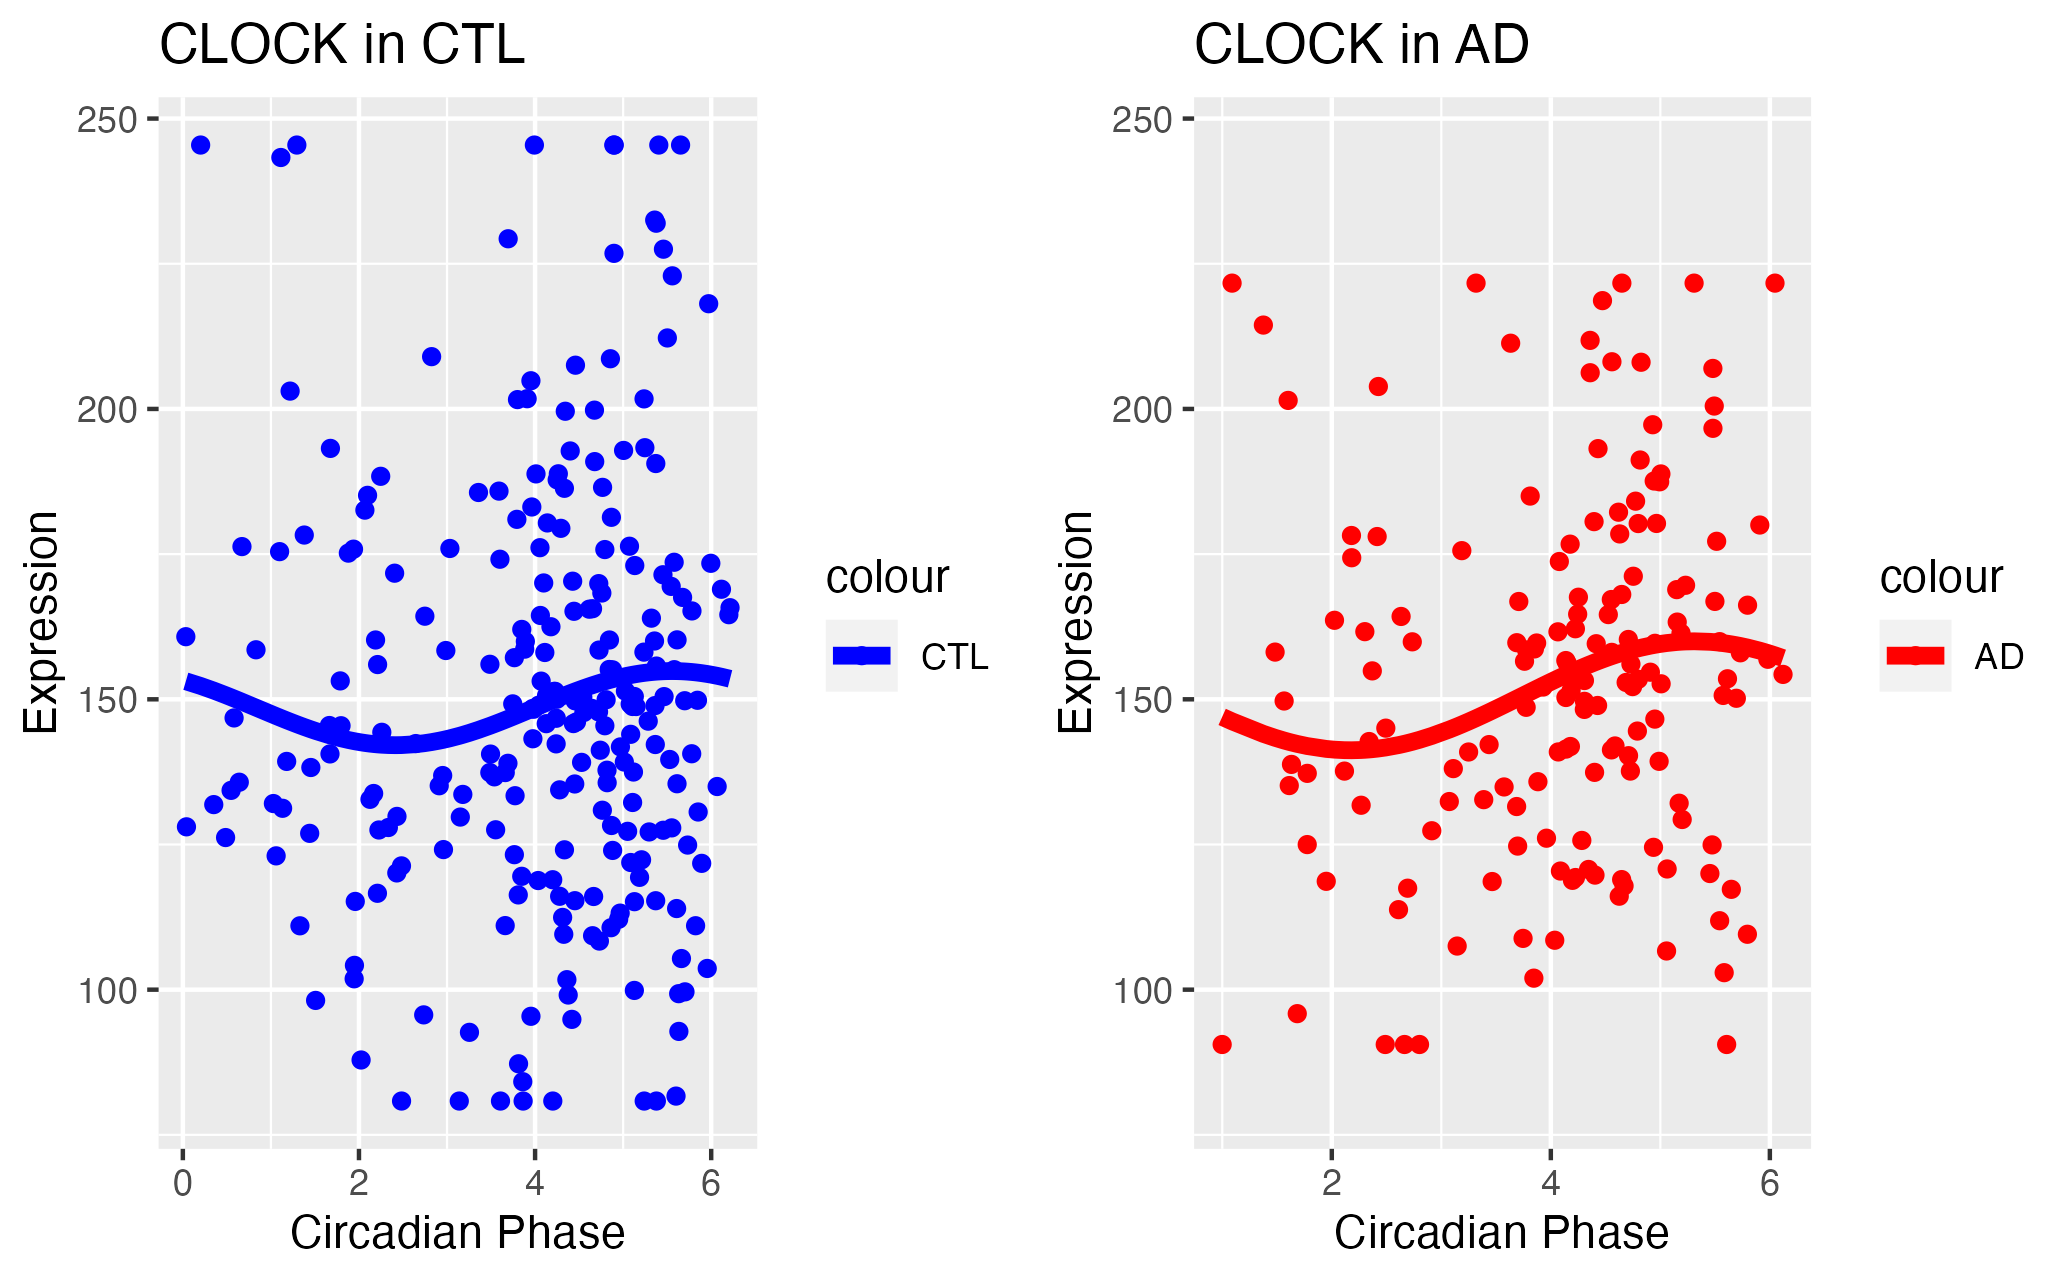 CLOCK in CTL
Expression
250
200
150
100
0 2 4 6
Circadian Phase
colour
CTL
CLOCK in AD
Expression
250
200
150
100
2 4 6
Circadian Phase
colour
AD